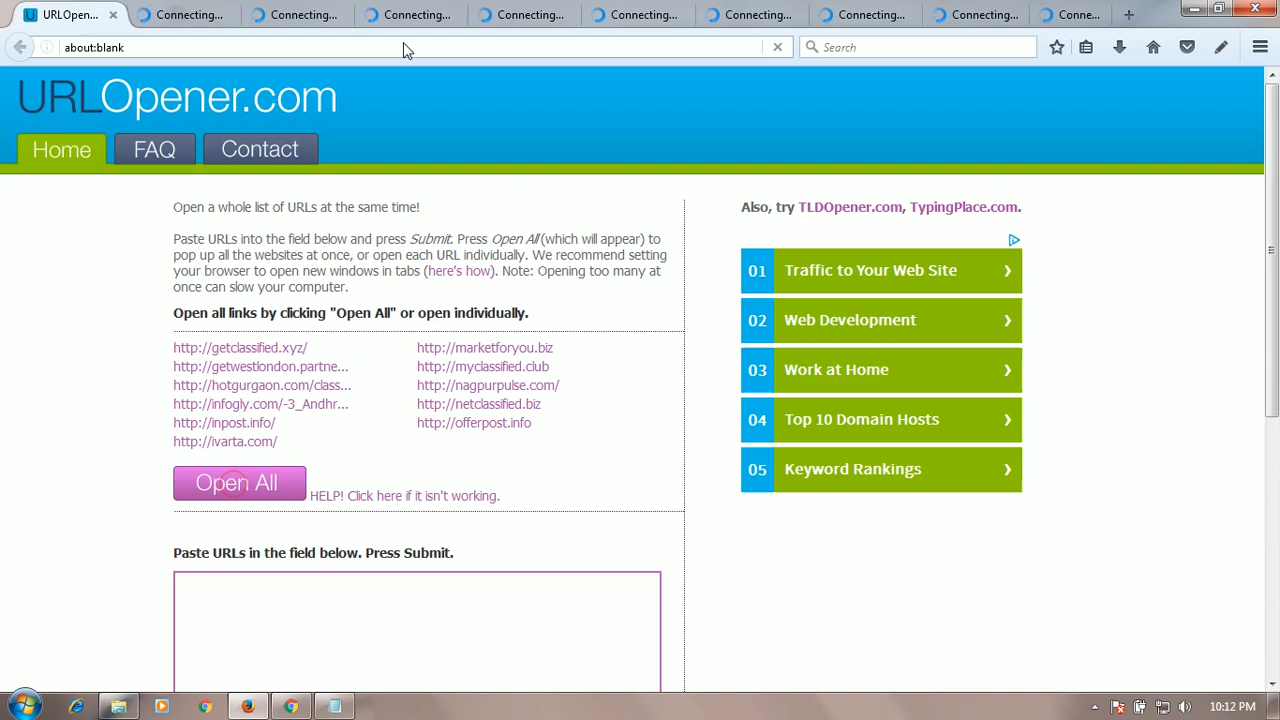 URLOpen...
Connecting...
Connecting...
Connecting...
Connecting...
Connecting...
Connecting...
Connecting...
Connecting...
Conne...
about:blank
Search
URLOpener.com
Home
FAQ
Contact
Open a whole list of URLs at the same time!
Paste URLs into the field below and press Submit. Press Open All (which will appear) to
pop up all the websites at once, or open each URL individually. We recommend setting
your browser to open new windows in tabs (here's how). Note: Opening too many at
once can slow your computer.
Open all links by clicking "Open All" or open individually.
http://getclassified.xyz/
http://getwestlondon.partne...
http://hotgurgaon.com/class...
http://infogly.com/-3_Andhr...
http://inpost.info/
http://ivarta.com/
http://marketforyou.biz
http://myclassified.club
http://nagpurpulse.com/
http://netclassified.biz
http://offerpost.info
Open All
HELP! Click here if it isn't working.
Paste URLs in the field below. Press Submit.
Also, try TLDOpener.com, TypingPlace.com.
01 Traffic to Your Web Site
02 Web Development
03 Work at Home
04 Top 10 Domain Hosts
05 Keyword Rankings
10:12 PM